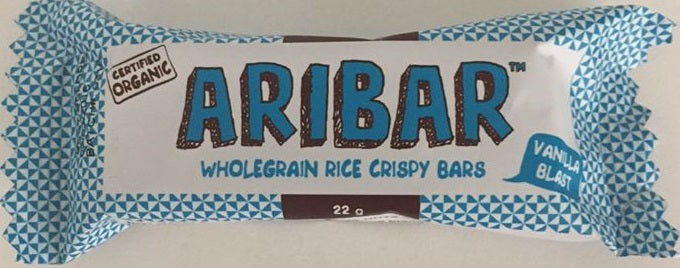 CERTIFIED
ORGANIC
ARIBAR™
WHOLEGRAIN RICE CRISPY BARS
VANILLA
BLAST
22 g